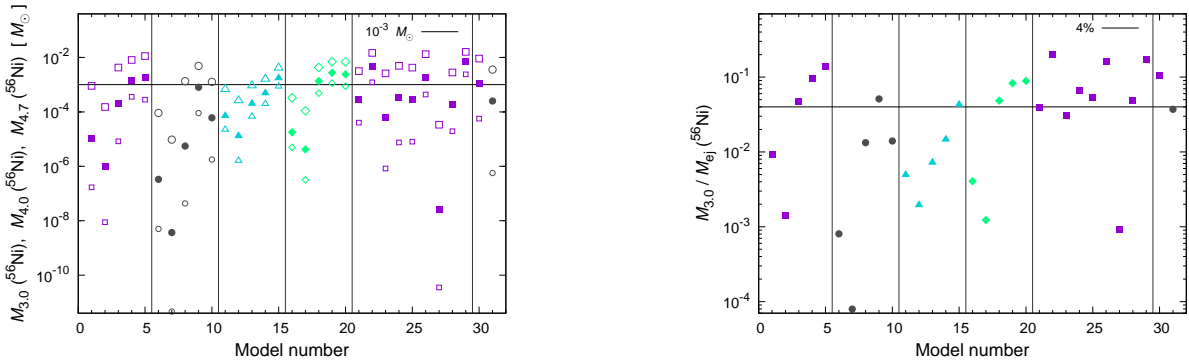 10⁻³ M⊙
M₃.₀ (⁵⁶Ni), M₄.₀ (⁵⁶Ni), M₄.₇ (⁵⁶Ni) [ M⊙ ]
10⁻²
10⁻⁴
10⁻⁶
10⁻⁸
10⁻¹⁰
0 5 10 15 20 25 30
Model number
4%
M₃.₀ / Mₑⱼ (⁵⁶Ni)
10⁻¹
10⁻²
10⁻³
10⁻⁴
0 5 10 15 20 25 30
Model number